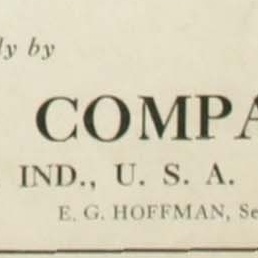 ly by
COMPA
IND., U. S. A.
E. G. HOFFMAN, Se